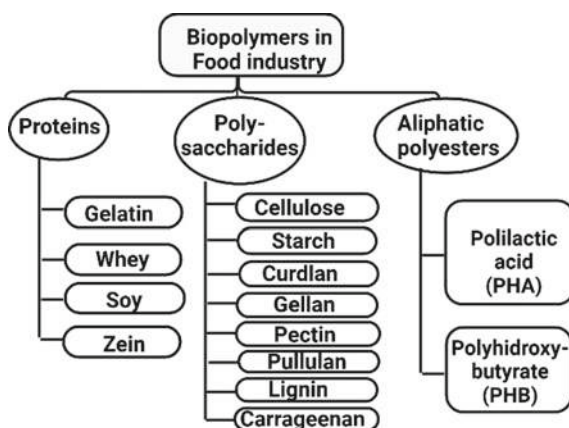 Biopolymers in
Food industry
Proteins
Poly-
saccharides
Aliphatic
polyesters
Gelatin
Whey
Soy
Zein
Cellulose
Starch
Curdlan
Gellan
Pectin
Pullulan
Lignin
Carrageenan
Polilactic
acid
(PHA)
Polyhidroxy-
butyrate
(PHB)